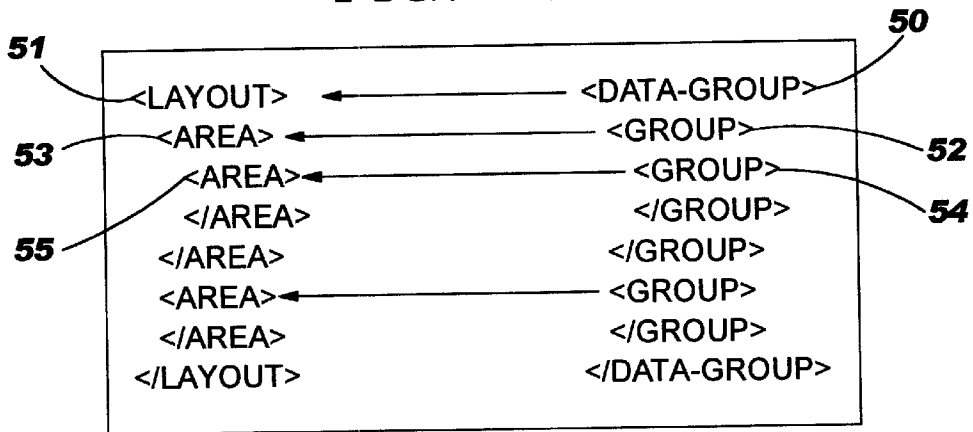 50
51
<LAYOUT> <DATA-GROUP>
<AREA> <GROUP>
53 52
<AREA> <GROUP>
</AREA> </GROUP>
54
55
</AREA> </GROUP>
<AREA> <GROUP>
</AREA> </GROUP>
</LAYOUT> </DATA-GROUP>